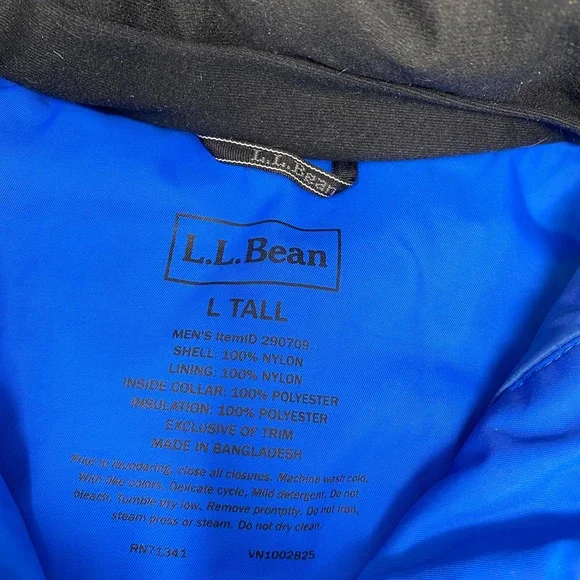 L.L.Bean
L.L.Bean
L TALL
MEN'S ItemID 290709
SHELL: 100% NYLON
LINING: 100% NYLON
INSIDE COLLAR: 100% POLYESTER
INSULATION: 100% POLYESTER
EXCLUSIVE OF TRIM
MADE IN BANGLADESH
Prior to laundering, close all closures. Machine wash cold.
With like colors. Delicate cycle, Mild detergent. Do not
bleach. Tumble dry low. Remove promptly. Do not iron,
steam press or steam. Do not dry clean.
RN71341 VN1002825